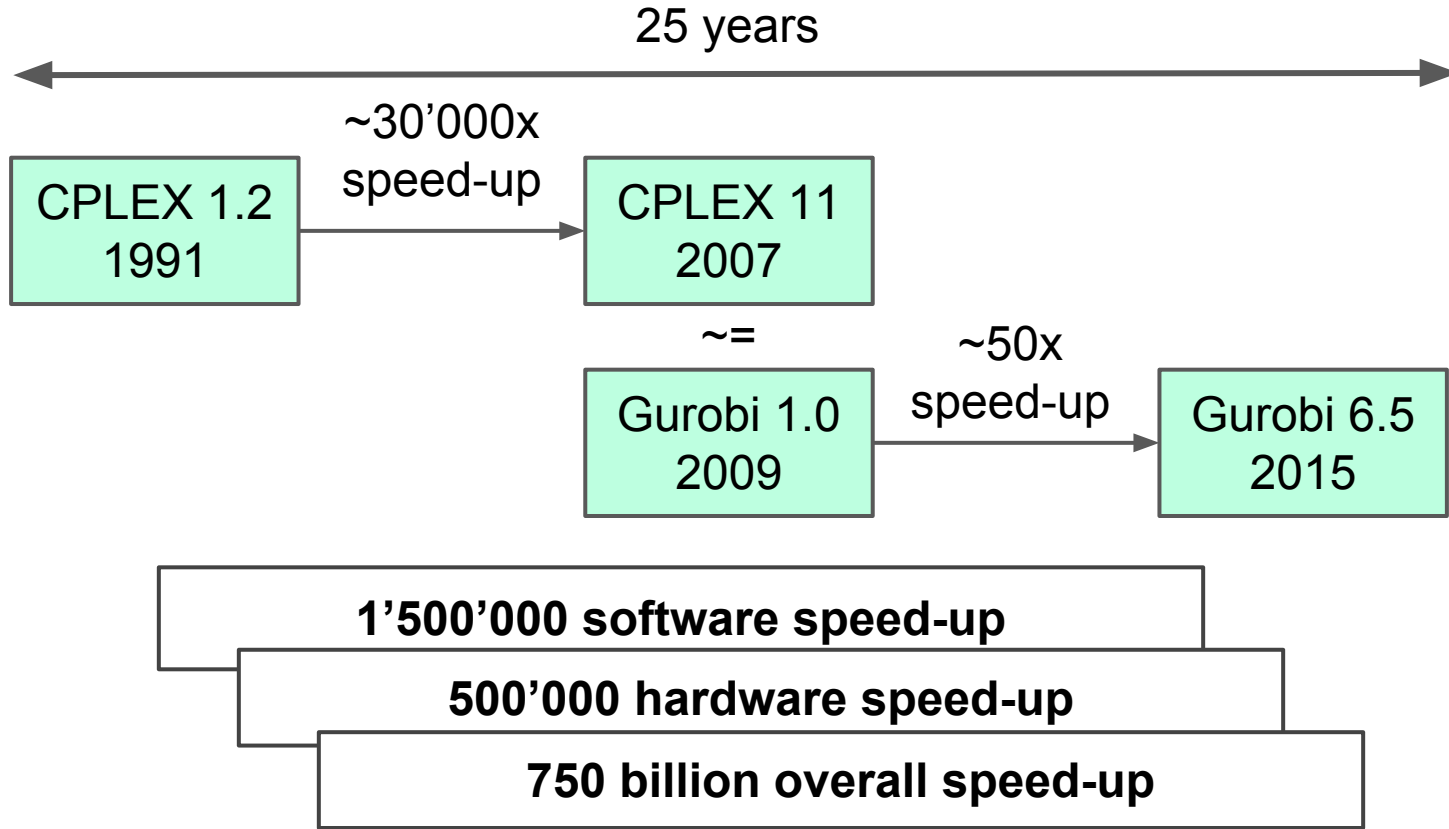 25 years
~30’000x
speed-up
CPLEX 1.2
1991
CPLEX 11
2007
~=
~50x
speed-up
Gurobi 1.0
2009
Gurobi 6.5
2015
1’500’000 software speed-up
500’000 hardware speed-up
750 billion overall speed-up